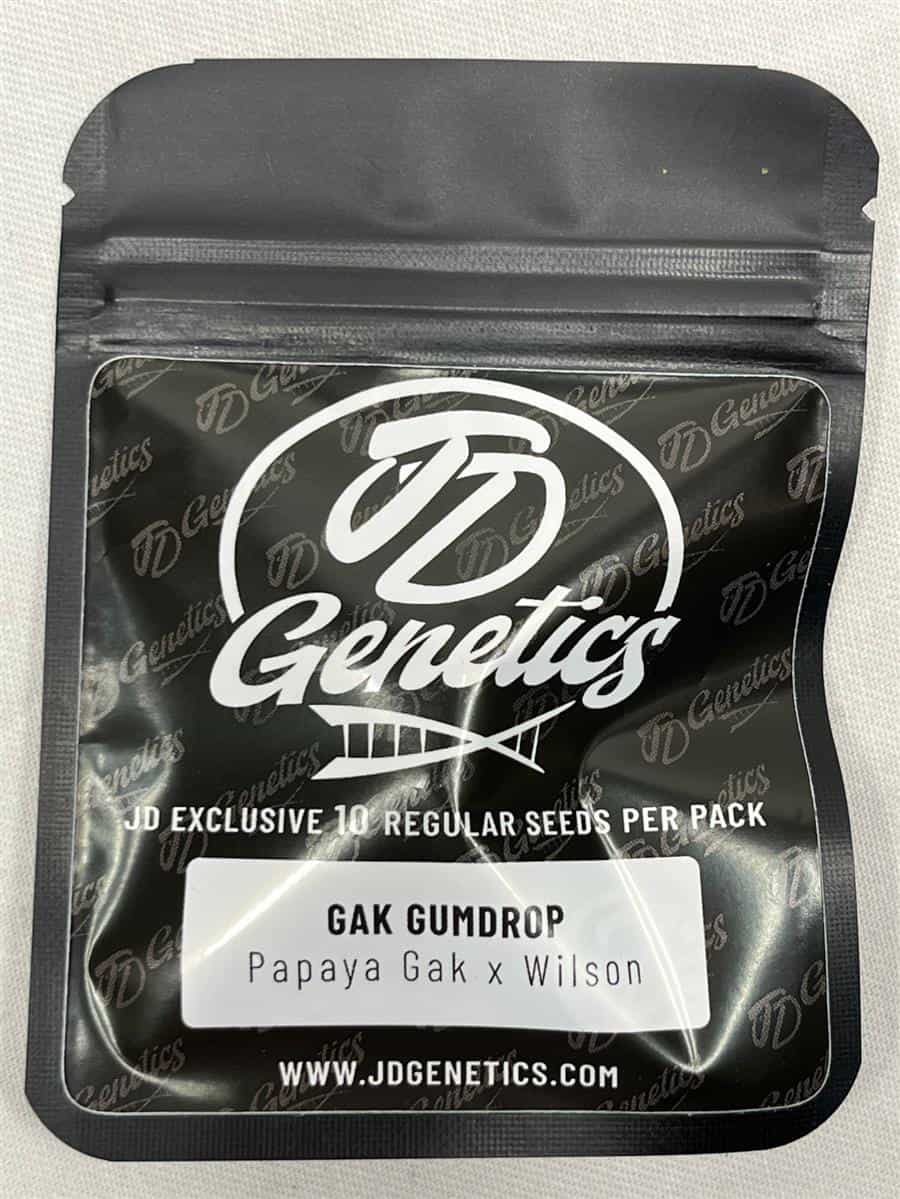 JD
Genetics
JD EXCLUSIVE 10 REGULAR SEEDS PER PACK
GAK GUMDROP
Papaya Gak x Wilson
WWW.JDGENETICS.COM